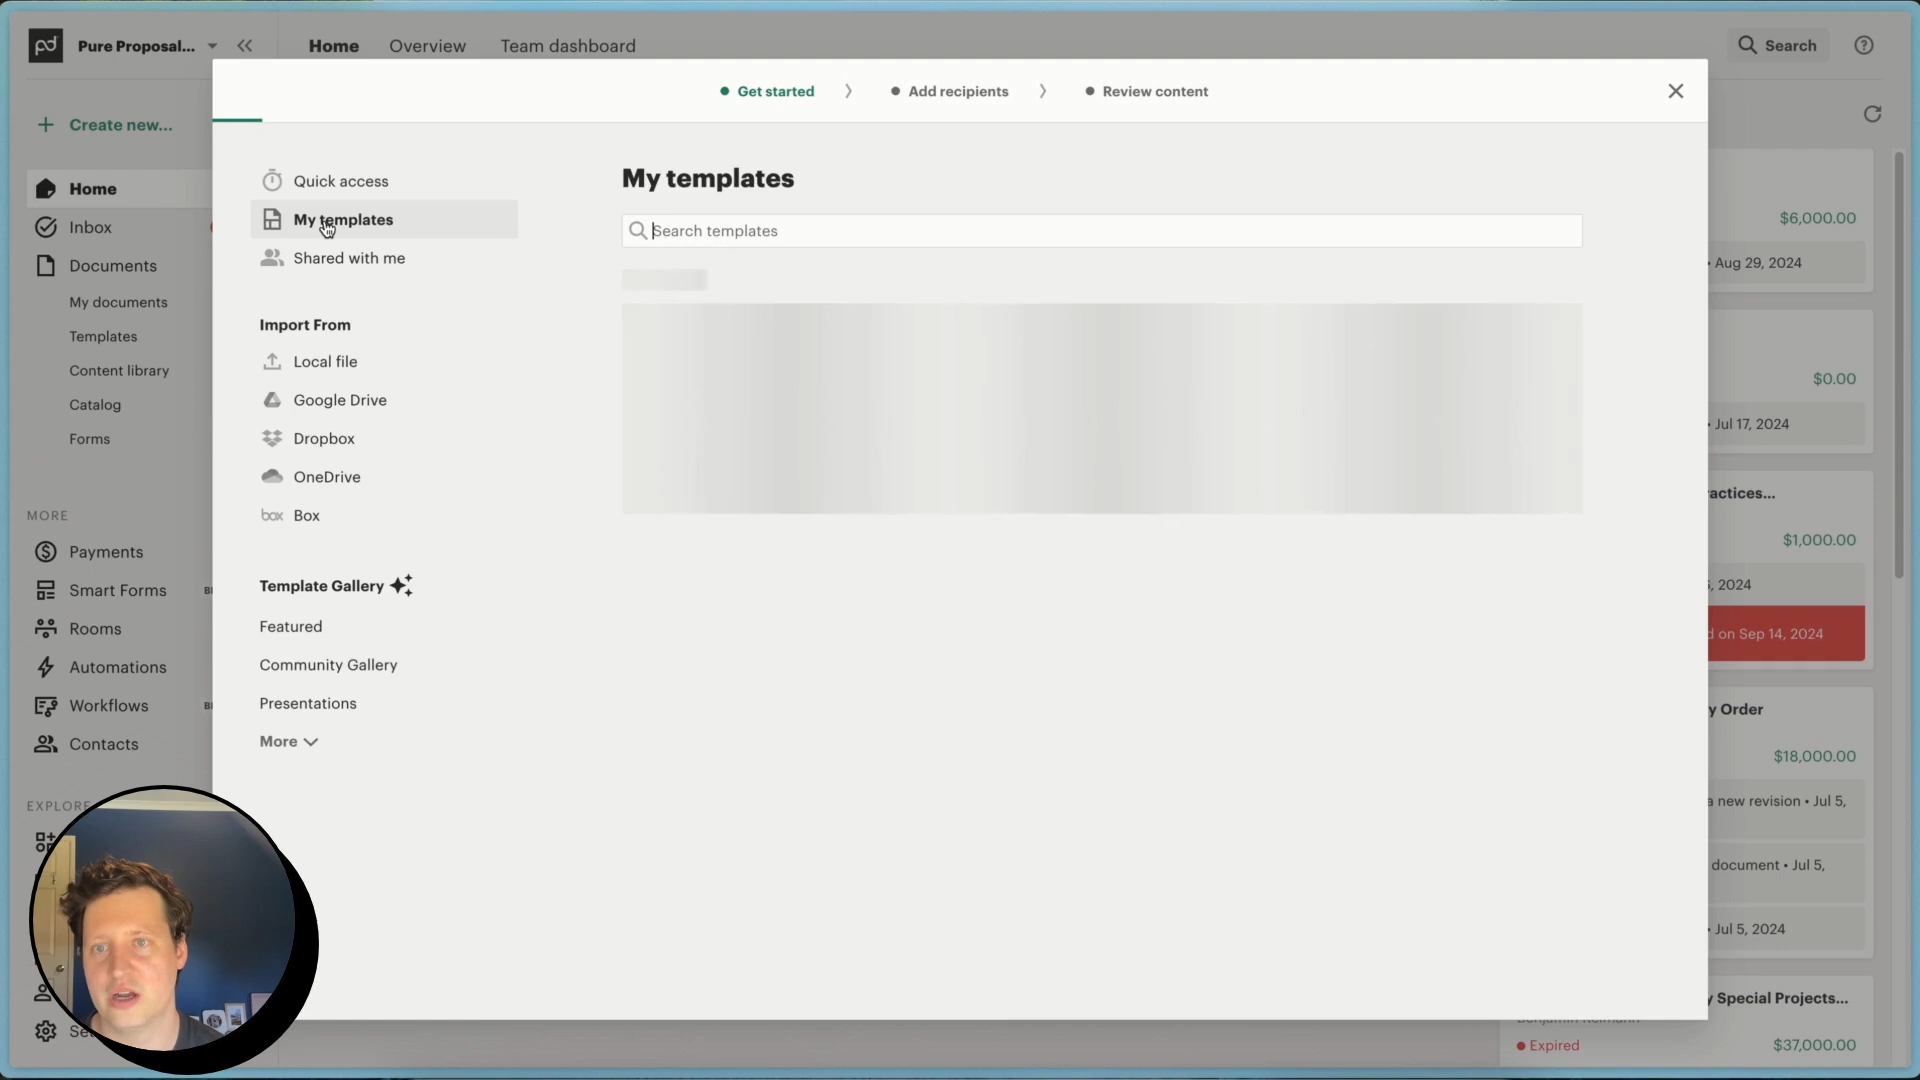 pd
Pure Proposal...
Home
Overview
Team dashboard
Search
Get started
Add recipients
Review content
Create new...
Home
Inbox
Documents
My documents
Templates
Content library
Catalog
Forms
MORE
Payments
Smart Forms
Rooms
Automations
Workflows
Contacts
EXPLORE
Quick access
My templates
Shared with me
Import From
Local file
Google Drive
Dropbox
OneDrive
box Box
Template Gallery
Featured
Community Gallery
Presentations
More
My templates
Search templates
$6,000.00
• Aug 29, 2024
$0.00
• Jul 17, 2024
actices...
$1,000.00
, 2024
d on Sep 14, 2024
y Order
$18,000.00
a new revision • Jul 5,
document • Jul 5,
• Jul 5, 2024
y Special Projects...
Expired
$37,000.00